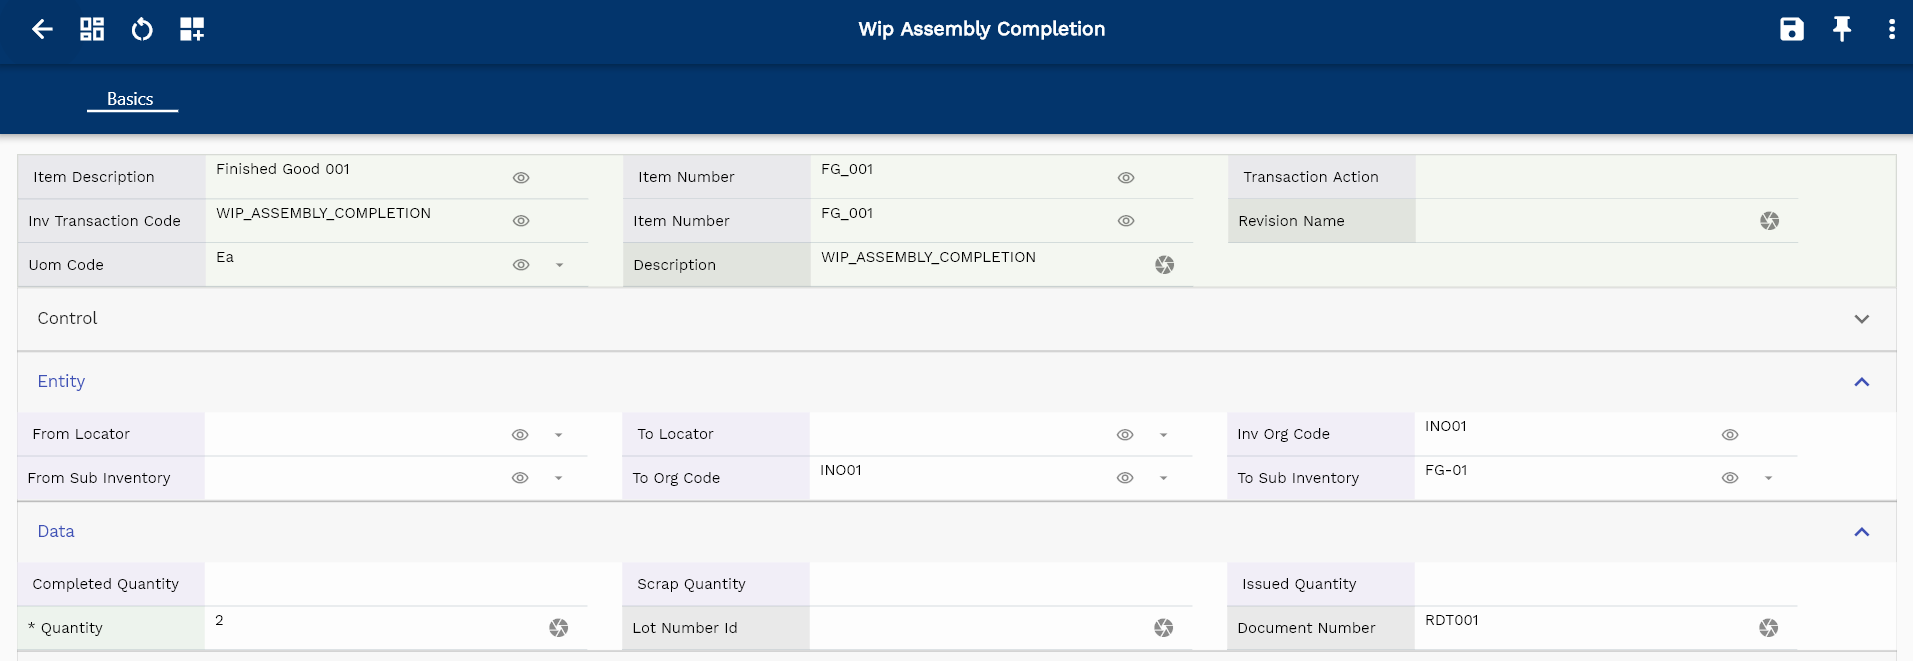 Wip Assembly Completion
Basics
Item Description Finished Good 001 Item Number FG_001 Transaction Action
Inv Transaction Code WIP_ASSEMBLY_COMPLETION Item Number FG_001 Revision Name
Uom Code Ea Description WIP_ASSEMBLY_COMPLETION
Control
Entity
From Locator To Locator Inv Org Code INO01
From Sub Inventory To Org Code INO01 To Sub Inventory FG-01
Data
Completed Quantity Scrap Quantity Issued Quantity
* Quantity 2 Lot Number Id Document Number RDT001